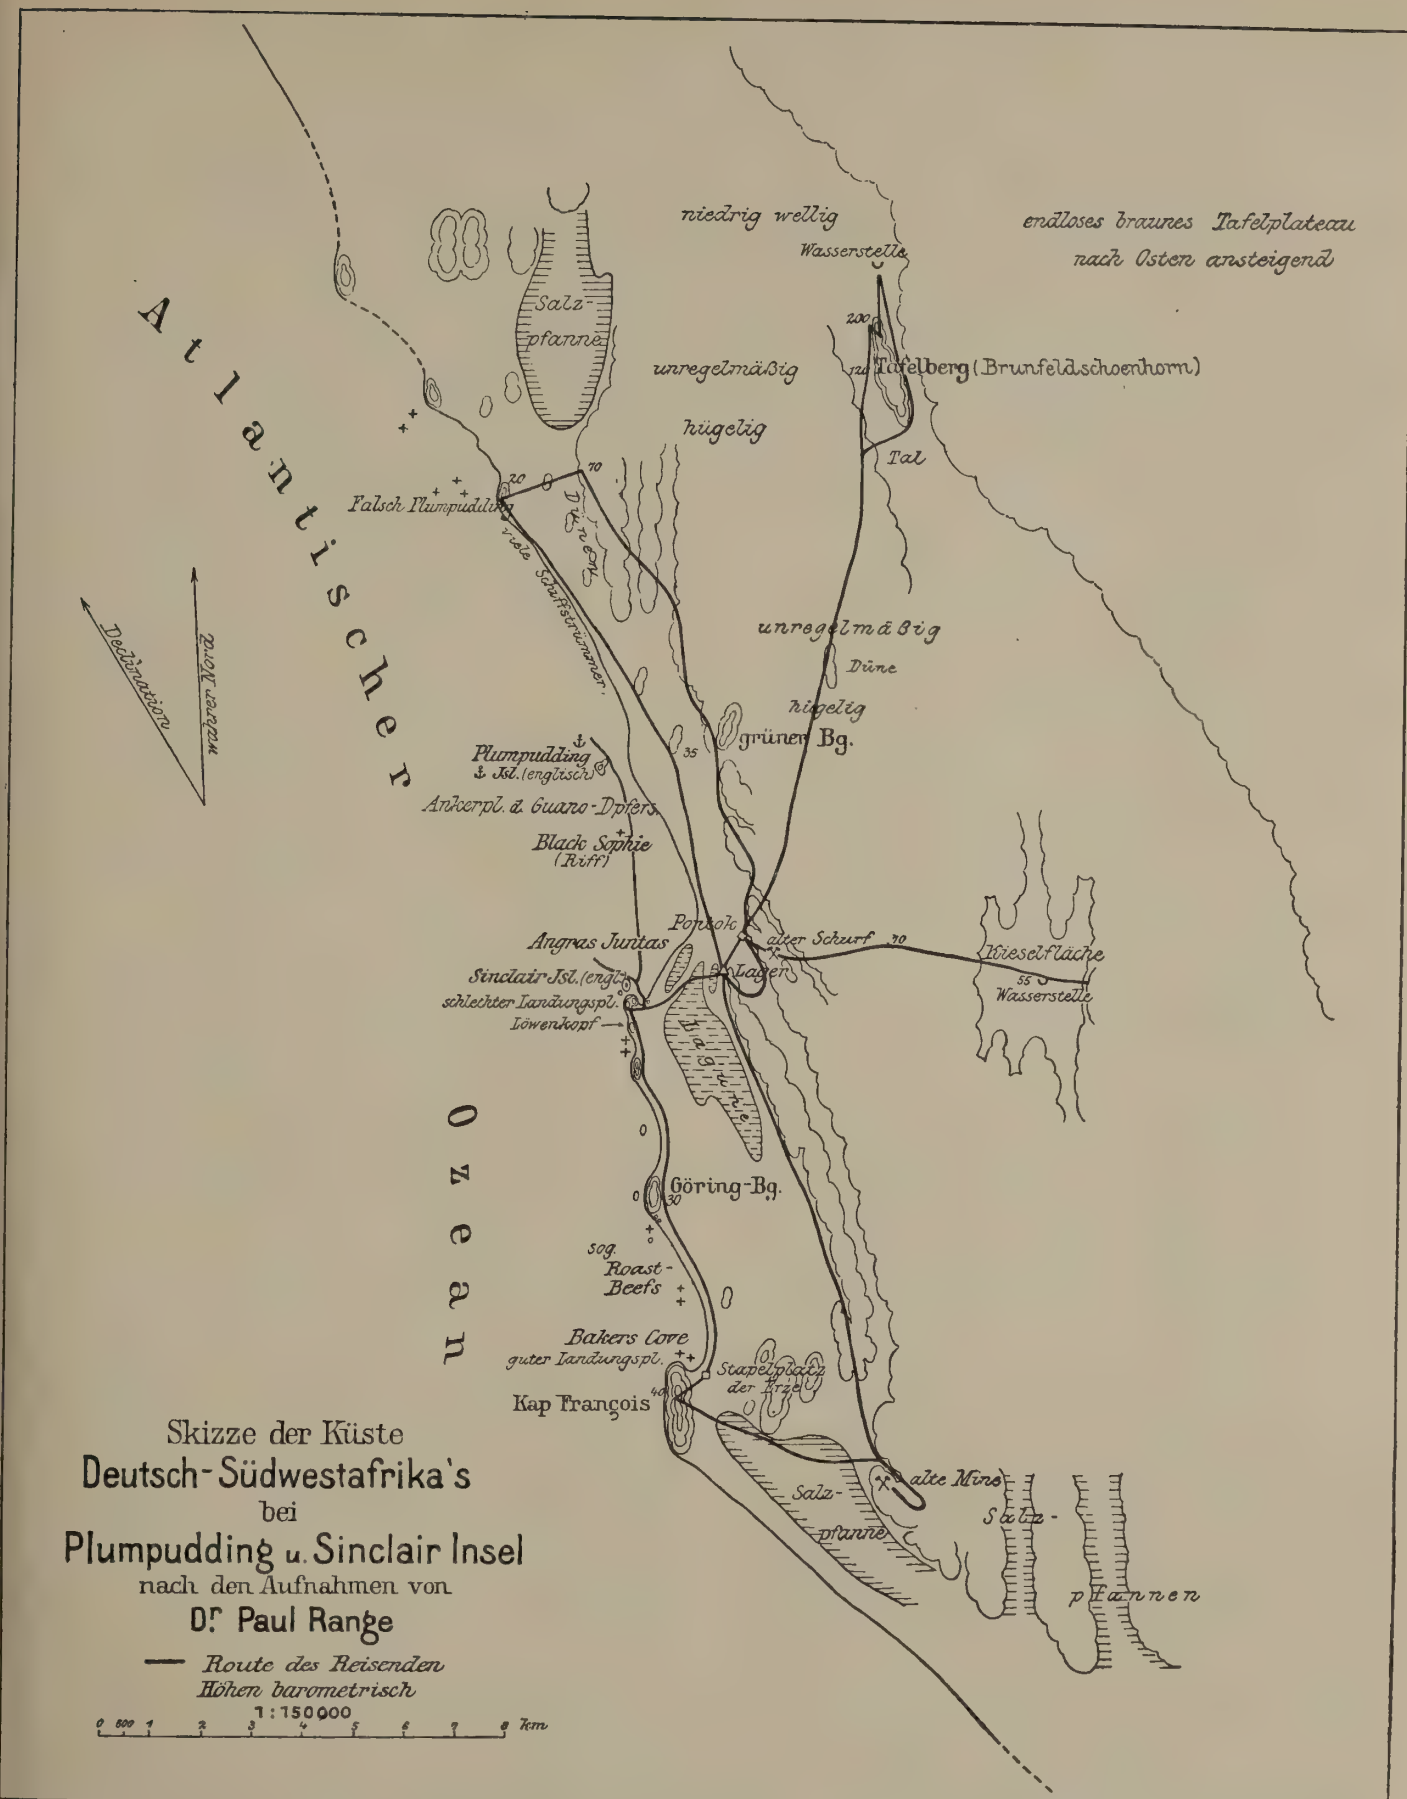 niedrig wellig
endloses braunes Tafelplateau
nach Osten ansteigend
Wasserstelle
Salz-
pfanne
200
120
Tafelberg (Brunfeldschoenhorn)
unregelmäßig
hügelig
Tal
Atlantischer
Ozean
20
70
Falsch Plumpudding
Dünen
viele Schiffstrümmer.
Declination
wahrer Nord
unregelmäßig
Düne
hügelig
grüner Bg.
35
Plumpudding
Jsl. (englisch)
Ankerpl. d. Guano-Dpfers.
Black Sophie
(Riff)
Pontok
alter Schurf
70
Kieselfläche
55
Wasserstelle
Angras Juntas
Lager
Sinclair Jsl. (engl.)
schlechter Landungspl.
Löwenkopf
Lagune
Göring-Bg.
30
sog.
Roast-
Beefs
Bakers Cove
guter Landungspl.
Stapelplatz
der Erze
40
Kap François
alte Mine
Salz-
pfanne
Salz-
pfannen
Skizze der Küste
Deutsch-Südwestafrika's
bei
Plumpudding u. Sinclair Insel
nach den Aufnahmen von
Dr. Paul Range
Route des Reisenden
Höhen barometrisch
1:150000
0 500 1 2 3 4 5 6 7 8 km